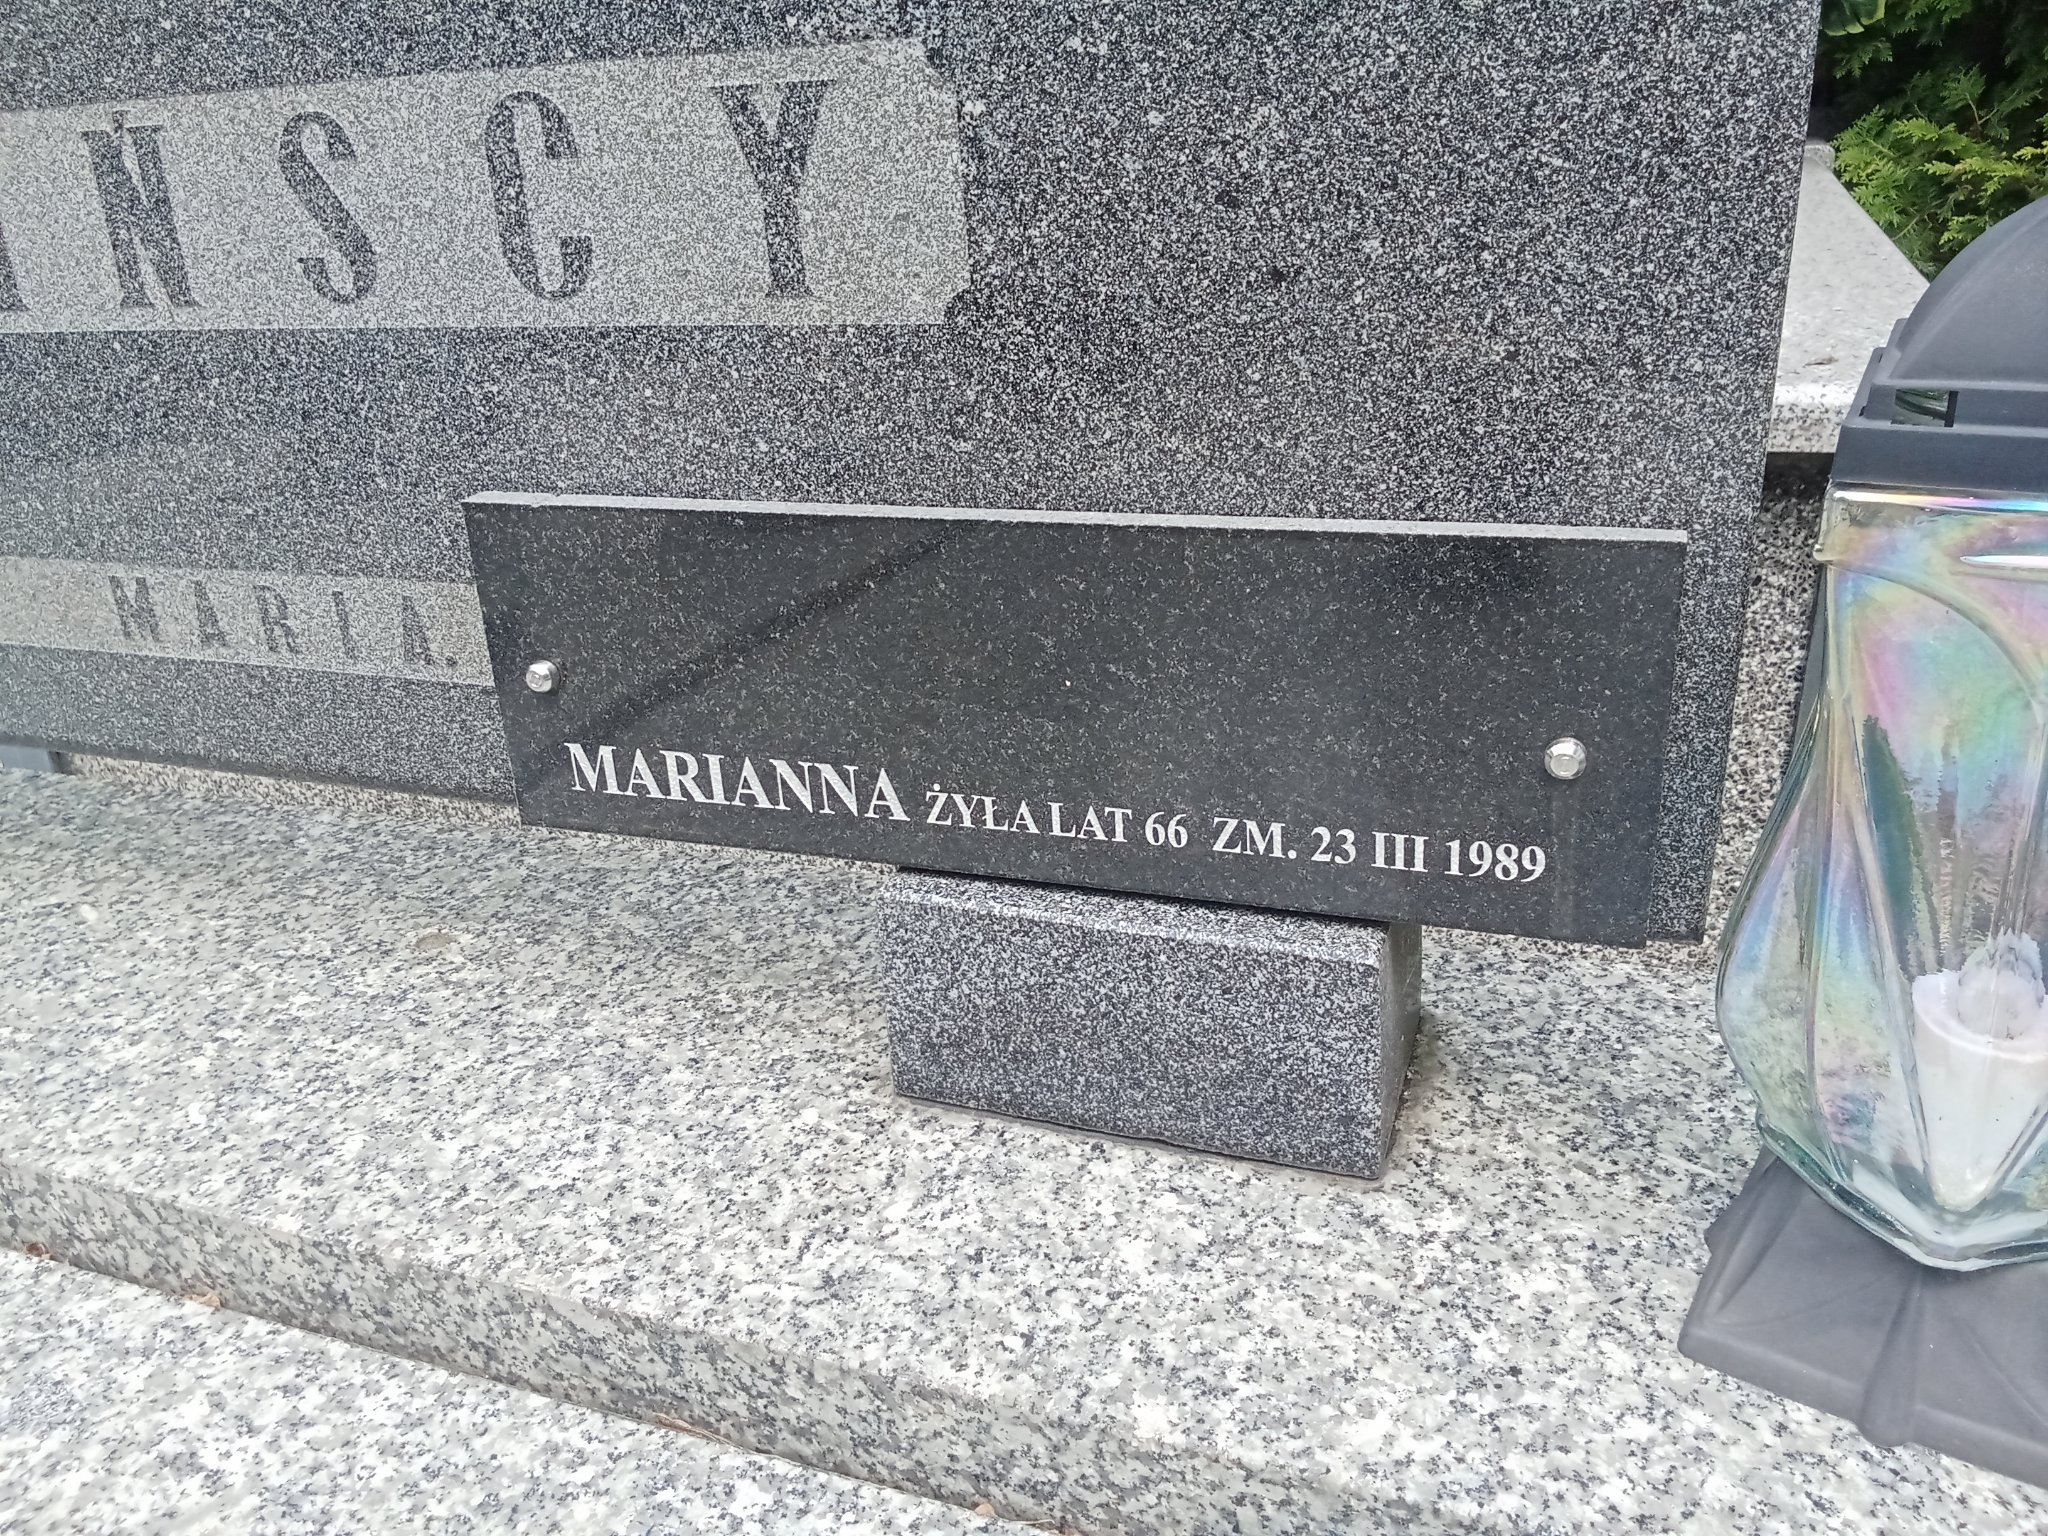 ŃSCY
MARIA.
MARIANNA ŻYŁA LAT 66 ZM. 23 III 1989